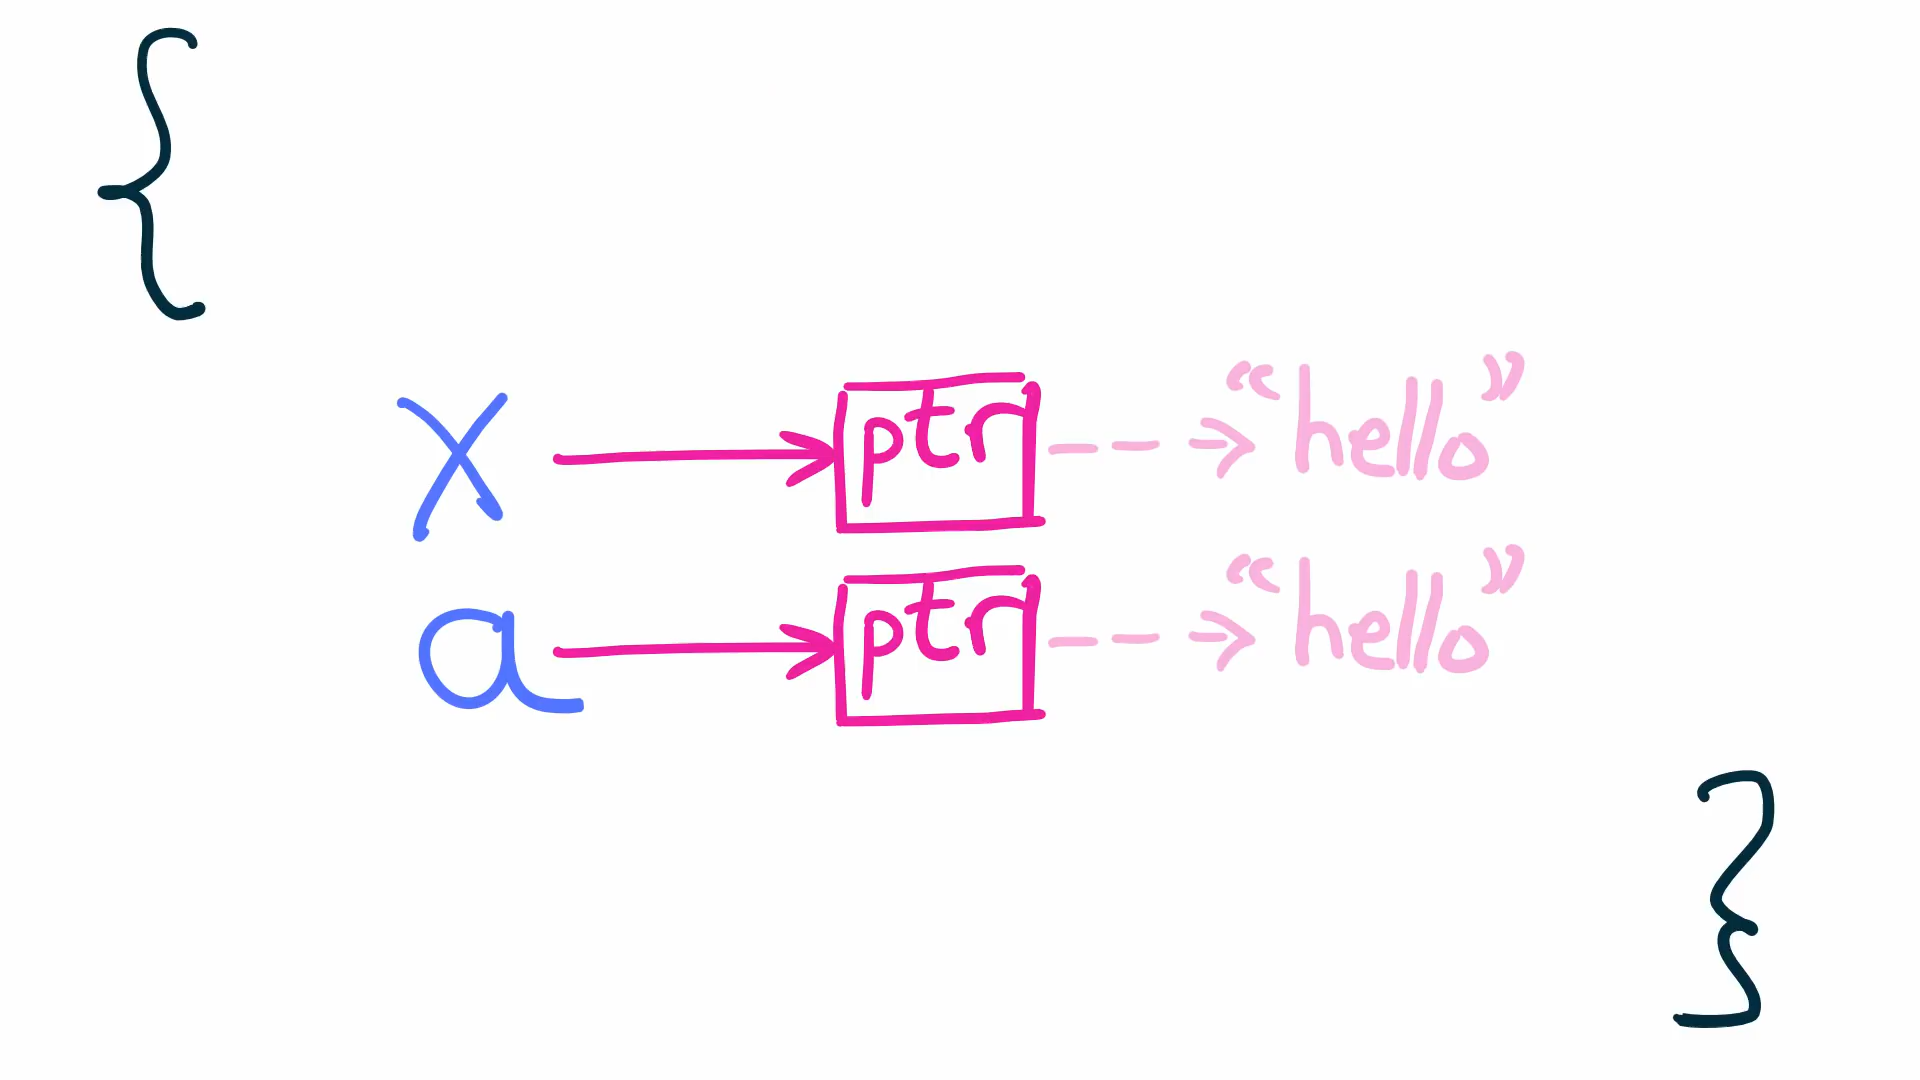 {
x ptr “hello”
a ptr “hello”
}